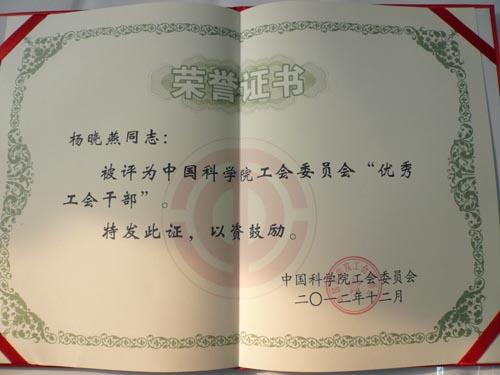 荣誉证书
杨晓燕同志：
被评为中国科学院工会委员会“优秀
工会干部”。
特发此证，以资鼓励。
中国科学院工会委员会
二〇一二年十二月